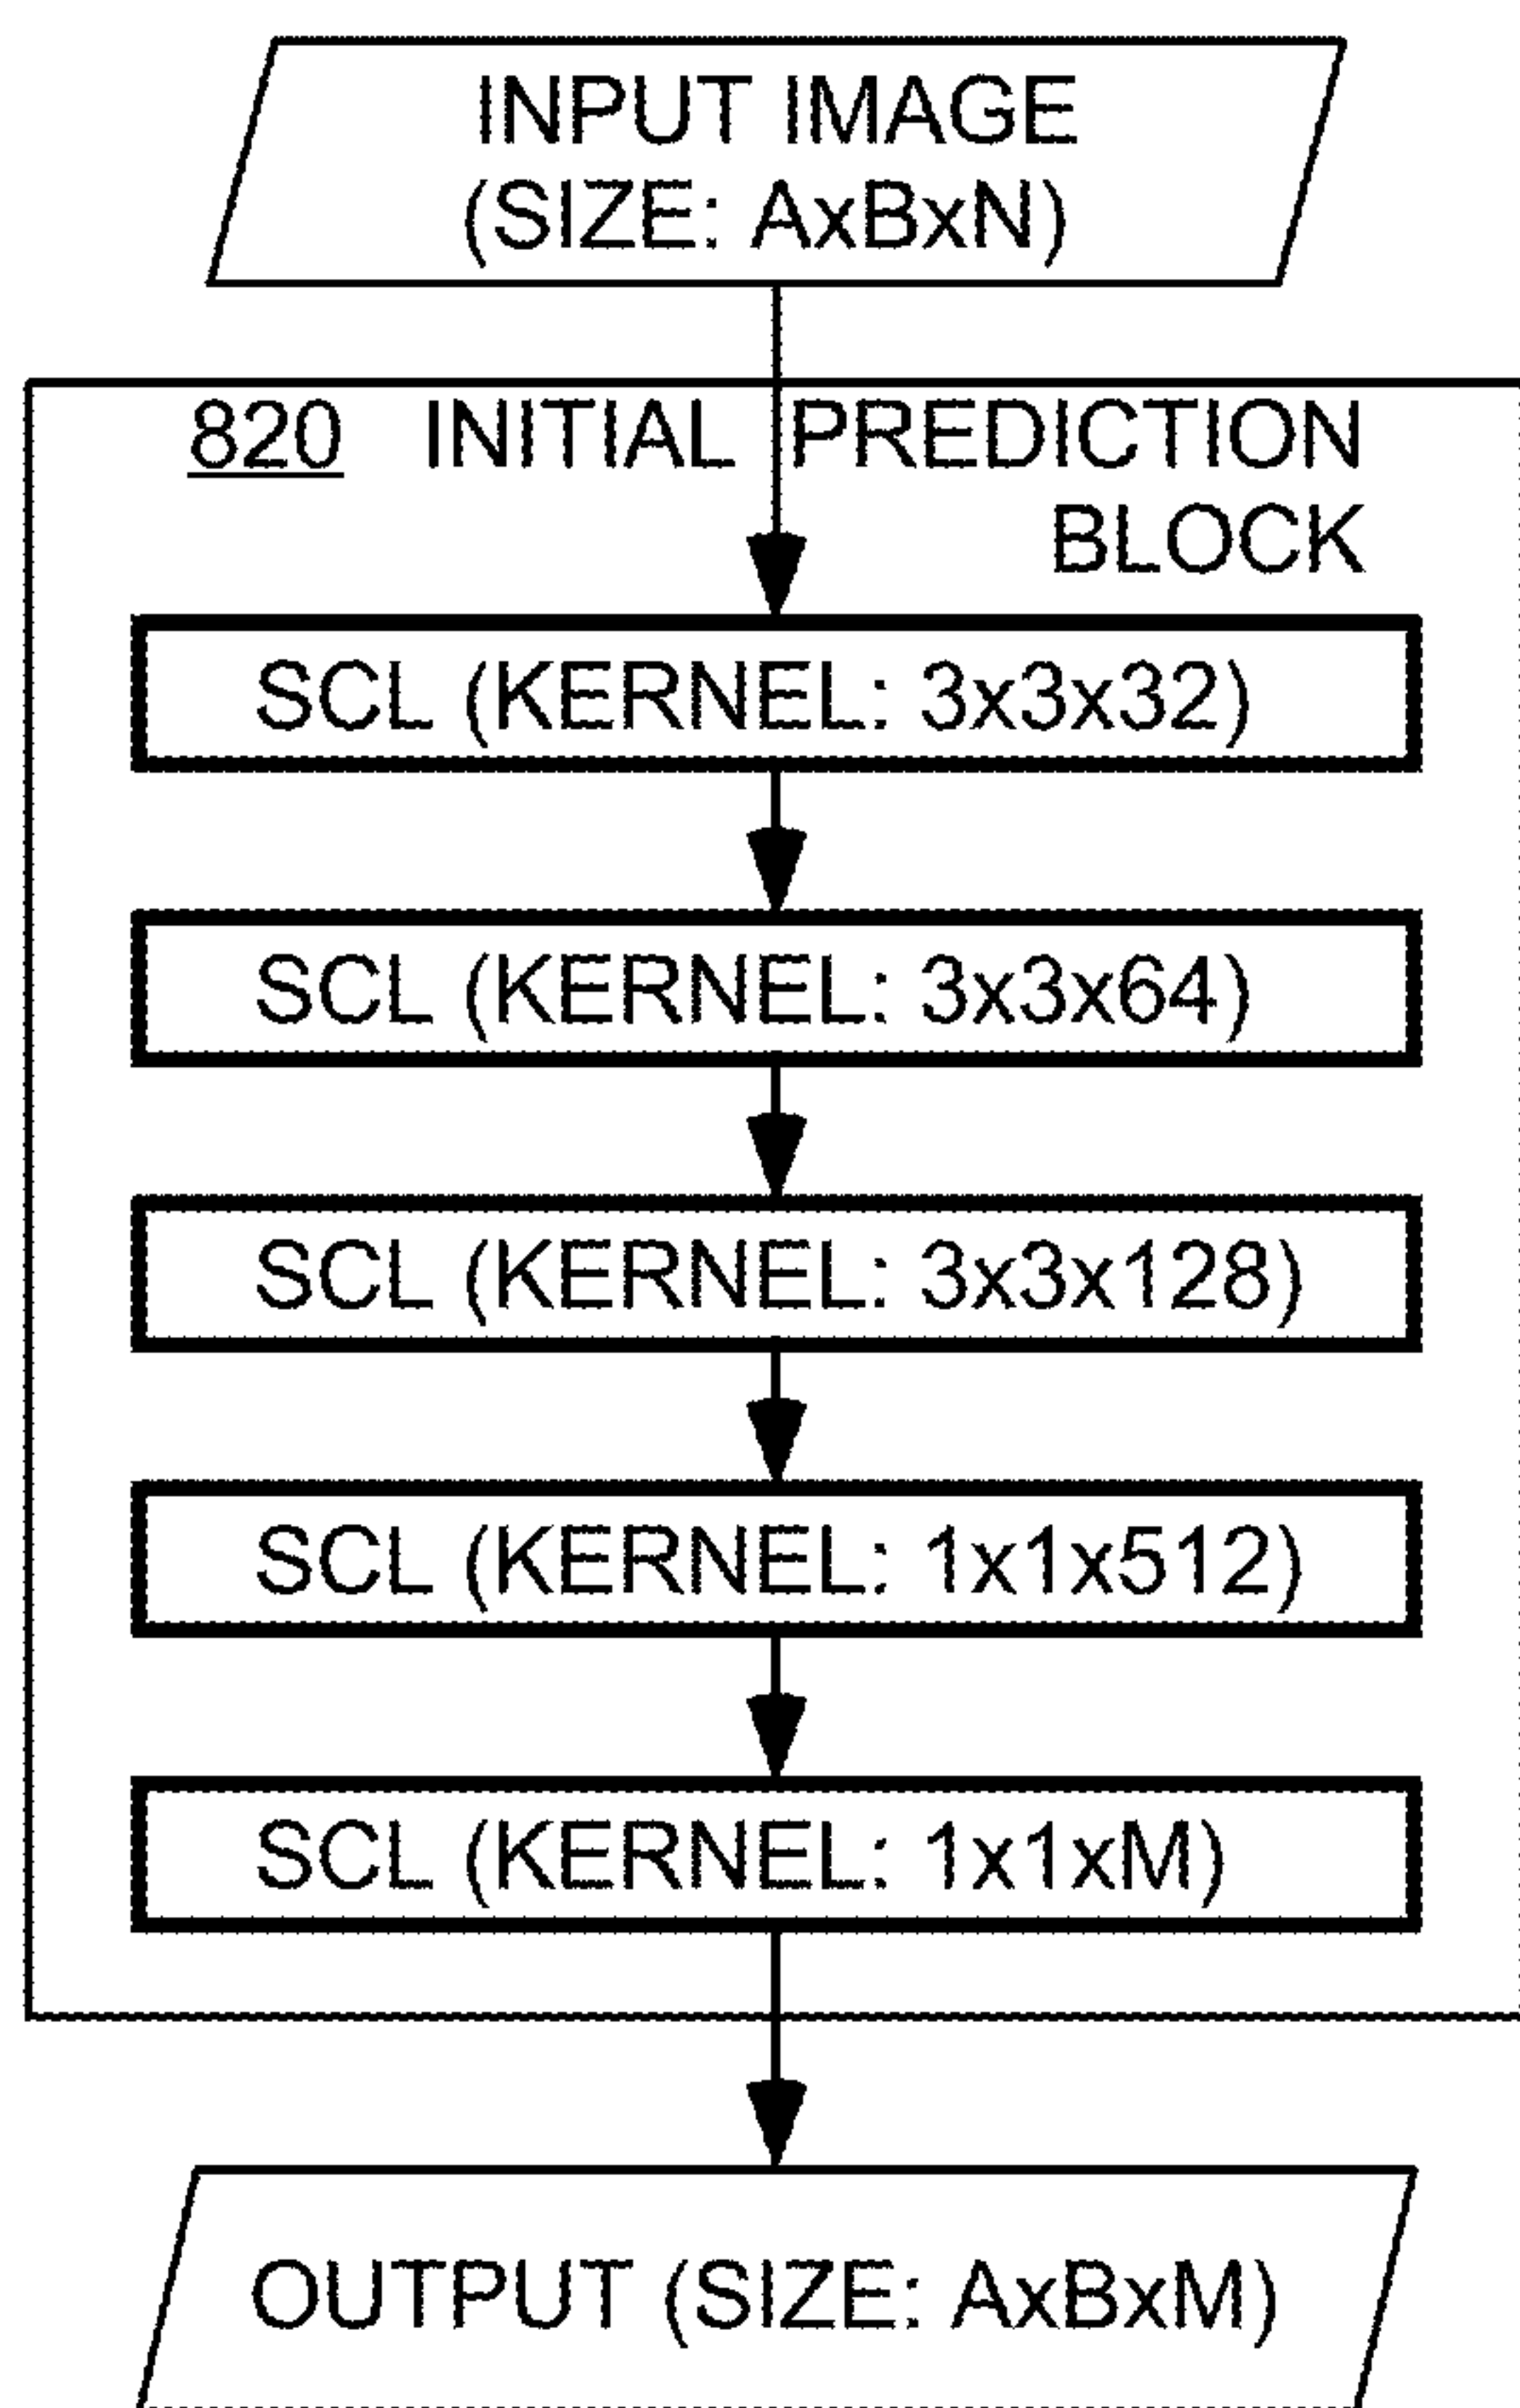 INPUT IMAGE
(SIZE: AxBxN)
820 INITIAL PREDICTION
BLOCK
SCL (KERNEL: 3x3x32)
SCL (KERNEL: 3x3x64)
SCL (KERNEL: 3x3x128)
SCL (KERNEL: 1x1x512)
SCL (KERNEL: 1x1xM)
OUTPUT (SIZE: AxBxM)